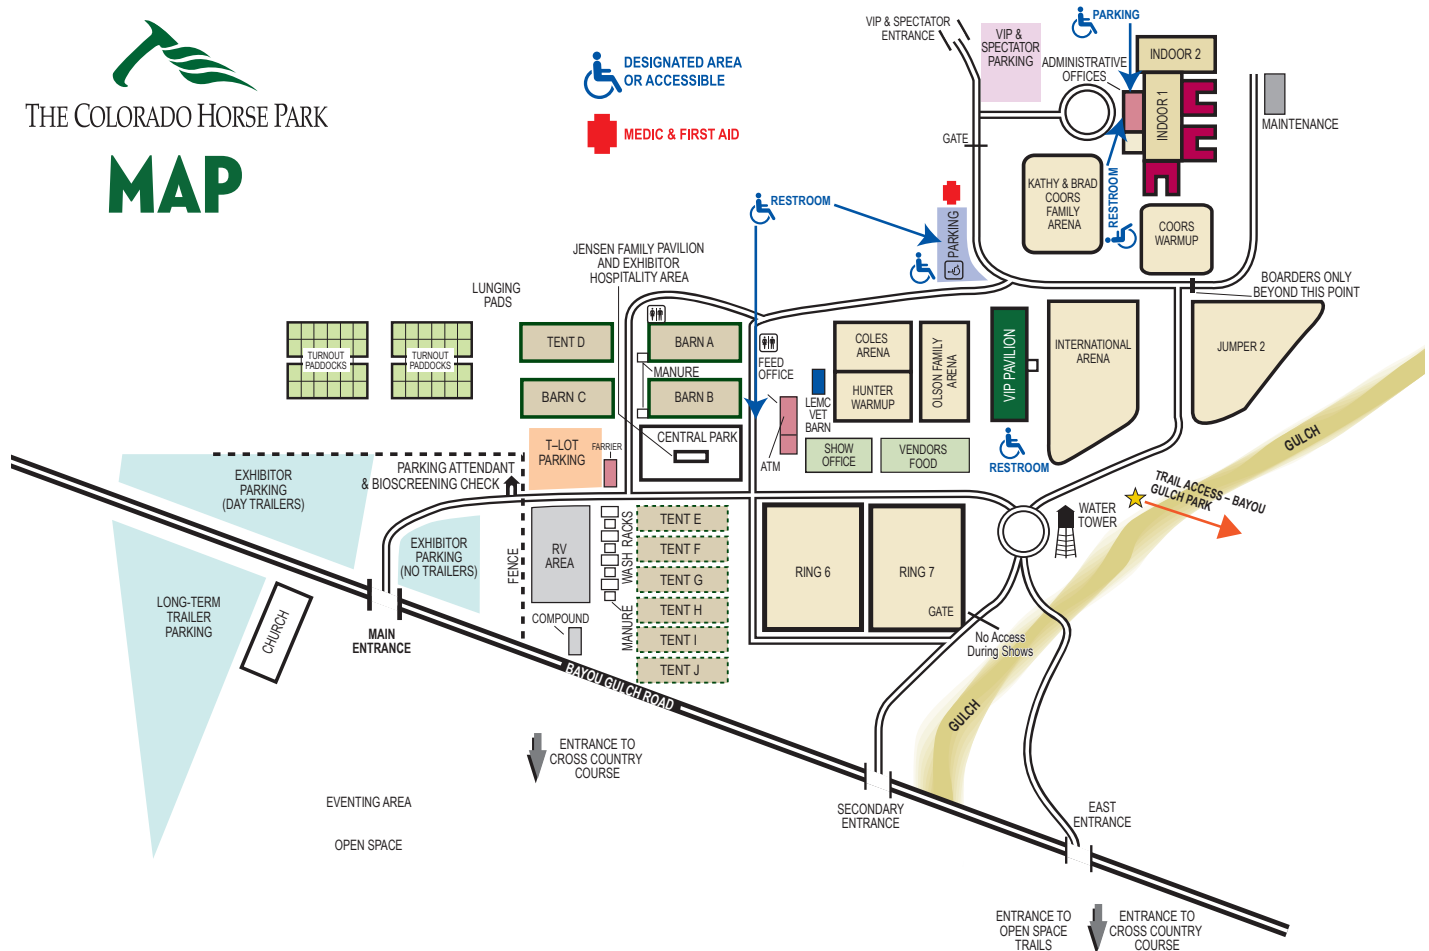 THE COLORADO HORSE PARK
MAP
DESIGNATED AREA
OR ACCESSIBLE
MEDIC & FIRST AID
VIP & SPECTATOR
ENTRANCE
VIP &
SPECTATOR
PARKING
PARKING
ADMINISTRATIVE
OFFICES
INDOOR 2
INDOOR 1
MAINTENANCE
GATE
RESTROOM
KATHY & BRAD
COORS
FAMILY
ARENA
RESTROOM
COORS
WARMUP
PARKING
BOARDERS ONLY
BEYOND THIS POINT
JENSEN FAMILY PAVILION
AND EXHIBITOR
HOSPITALITY AREA
LUNGING
PADS
TURNOUT
PADDOCKS
TURNOUT
PADDOCKS
TENT D
BARN A
MANURE
BARN C
BARN B
FEED
OFFICE
COLES
ARENA
HUNTER
WARMUP
OLSON FAMILY
ARENA
VIP PAVILION
INTERNATIONAL
ARENA
JUMPER 2
LEMC
VET
BARN
T–LOT
PARKING
FARRIER
CENTRAL PARK
ATM
SHOW
OFFICE
VENDORS
FOOD
RESTROOM
GULCH
TRAIL ACCESS – BAYOU
GULCH PARK
EXHIBITOR
PARKING
(DAY TRAILERS)
PARKING ATTENDANT
& BIOSCREENING CHECK
EXHIBITOR
PARKING
(NO TRAILERS)
FENCE
RV
AREA
WASH RACKS
MANURE
TENT E
TENT F
TENT G
TENT H
TENT I
TENT J
RING 6
RING 7
GATE
WATER
TOWER
No Access
During Shows
LONG-TERM
TRAILER
PARKING
CHURCH
MAIN
ENTRANCE
COMPOUND
BAYOU GULCH ROAD
GULCH
ENTRANCE TO
CROSS COUNTRY
COURSE
EVENTING AREA
OPEN SPACE
SECONDARY
ENTRANCE
EAST
ENTRANCE
ENTRANCE TO
OPEN SPACE
TRAILS
ENTRANCE TO
CROSS COUNTRY
COURSE